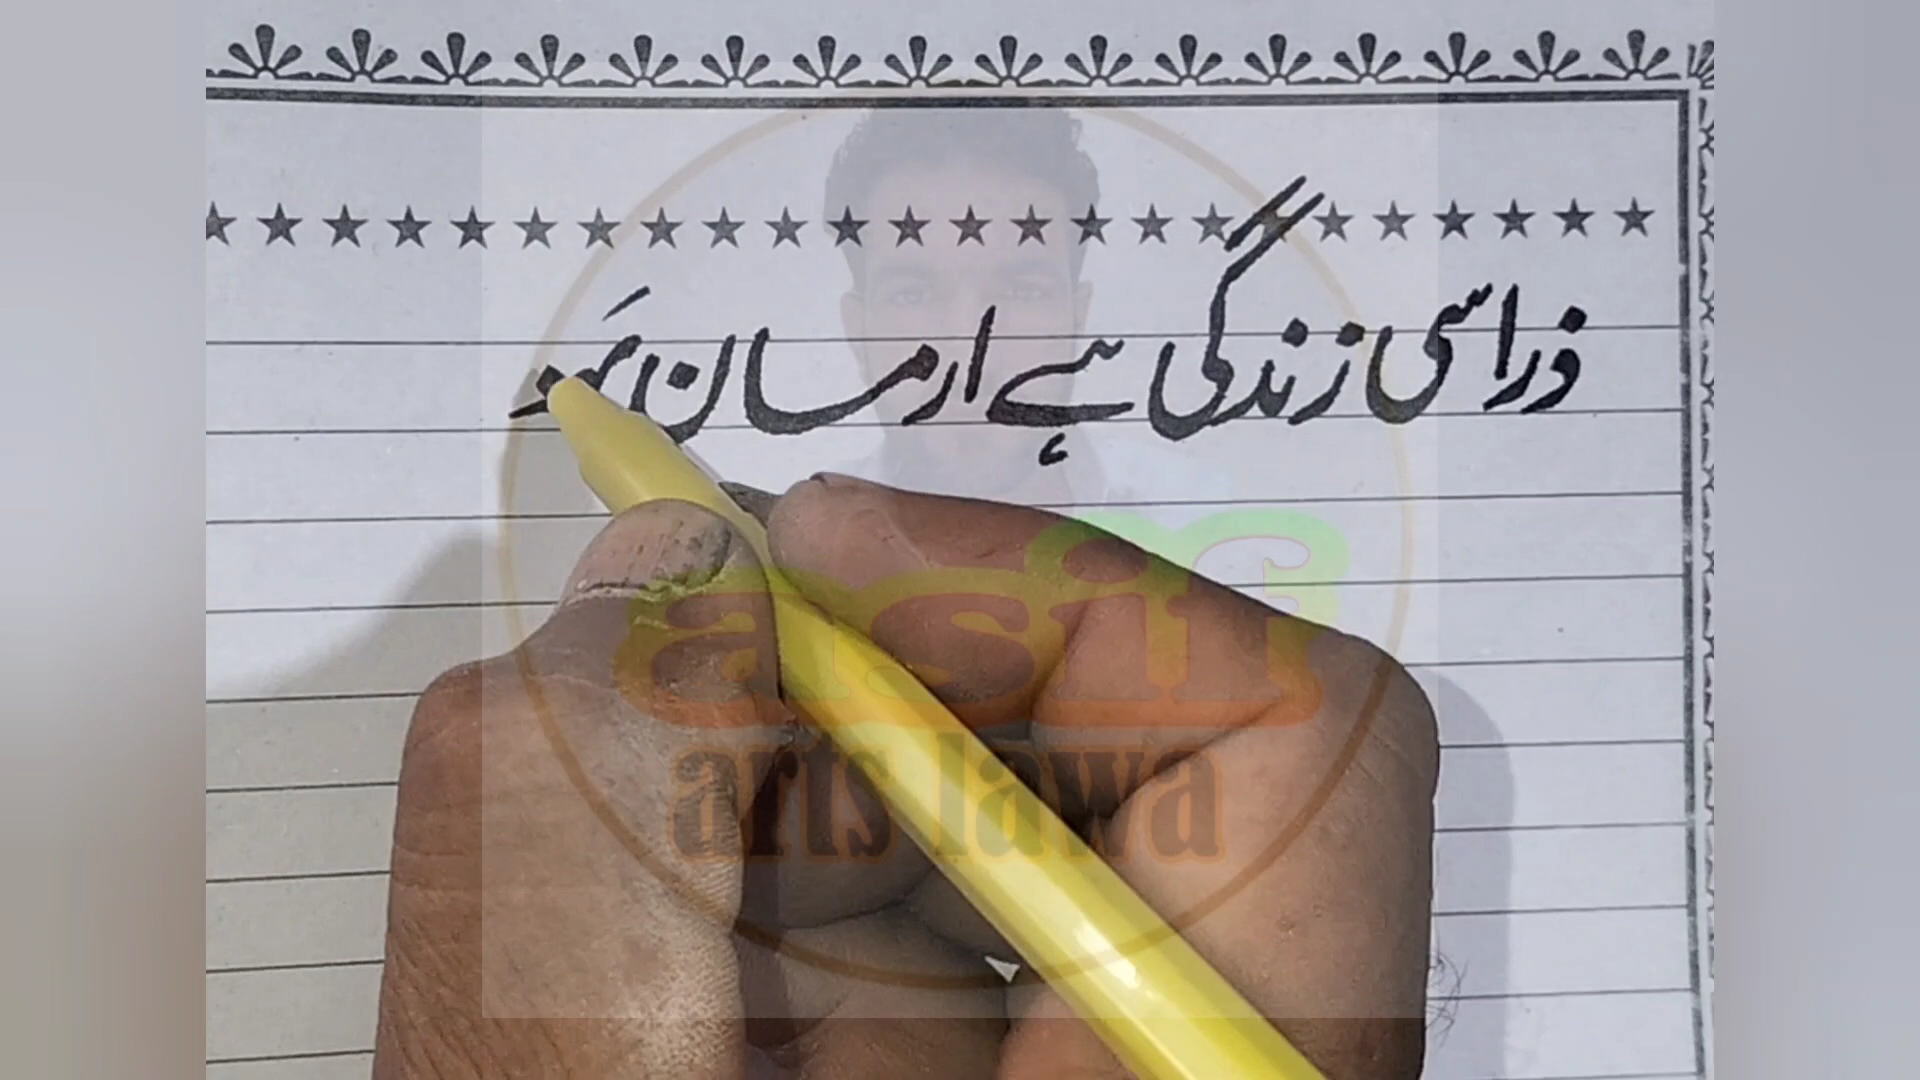 ذرا سی زندگی ہے ارمان
asif
arts lawa